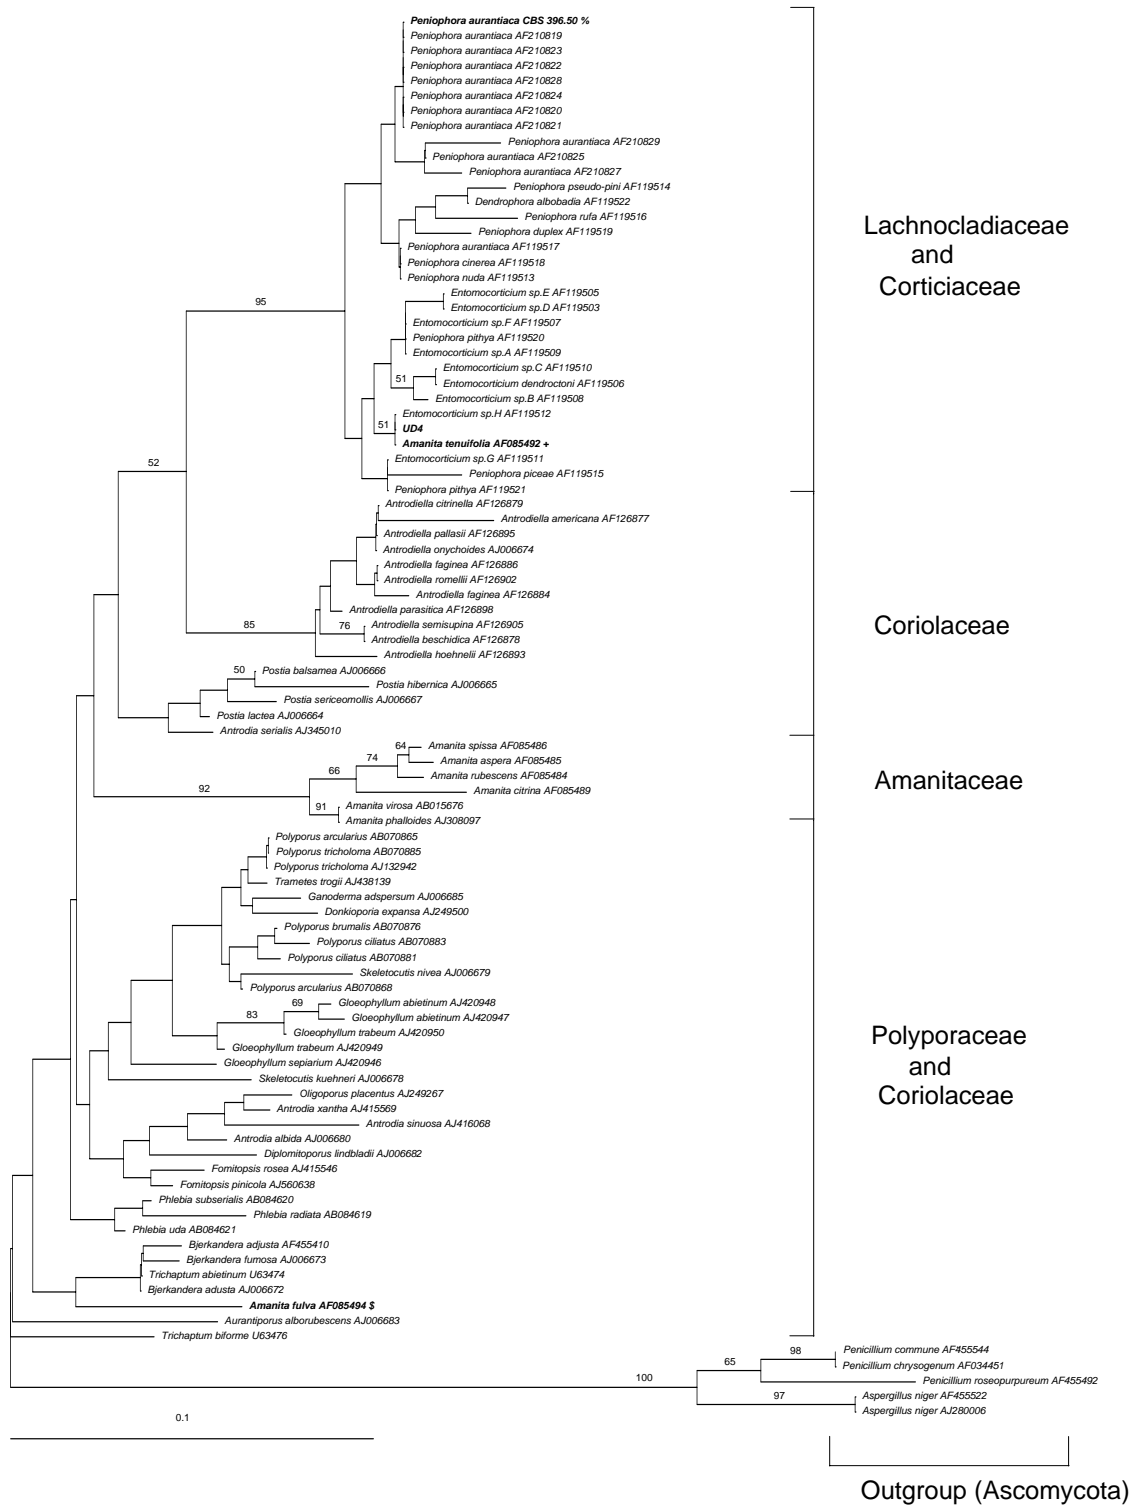 Peniophora aurantiaca CBS 396.50 %
Peniophora aurantiaca AF210819
Peniophora aurantiaca AF210823
Peniophora aurantiaca AF210822
Peniophora aurantiaca AF210828
Peniophora aurantiaca AF210824
Peniophora aurantiaca AF210820
Peniophora aurantiaca AF210821
Peniophora aurantiaca AF210829
Peniophora aurantiaca AF210825
Peniophora aurantiaca AF210827
Peniophora pseudo-pini AF119514
Dendrophora albobadia AF119522
Peniophora rufa AF119516
Peniophora duplex AF119519
Peniophora aurantiaca AF119517
Peniophora cinerea AF119518
Peniophora nuda AF119513
Lachnocladiaceae
and
Corticiaceae
Entomocorticium sp.E AF119505
95
Entomocorticium sp.D AF119503
Entomocorticium sp.F AF119507
Peniophora pithya AF119520
Entomocorticium sp.A AF119509
Entomocorticium sp.C AF119510
51
Entomocorticium dendroctoni AF119506
Entomocorticium sp.B AF119508
Entomocorticium sp.H AF119512
51
UD4
Amanita tenuifolia AF085492 +
Entomocorticium sp.G AF119511
52
Peniophora piceae AF119515
Peniophora pithya AF119521
Antrodiella citrinella AF126879
Antrodiella americana AF126877
Antrodiella pallasii AF126895
Antrodiella onychoides AJ006674
Antrodiella faginea AF126886
Antrodiella romellii AF126902
Antrodiella faginea AF126884
Antrodiella parasitica AF126898
85
76
Antrodiella semisupina AF126905
Antrodiella beschidica AF126878
Antrodiella hoehnelii AF126893
Coriolaceae
50
Postia balsamea AJ006666
Postia hibernica AJ006665
Postia sericeomollis AJ006667
Postia lactea AJ006664
Antrodia serialis AJ345010
64
Amanita spissa AF085486
74
Amanita aspera AF085485
66
Amanita rubescens AF085484
92
Amanita citrina AF085489
91
Amanita virosa AB015676
Amanita phalloides AJ308097
Amanitaceae
Polyporus arcularius AB070865
Polyporus tricholoma AB070885
Polyporus tricholoma AJ132942
Trametes trogii AJ438139
Ganoderma adspersum AJ006685
Donkioporia expansa AJ249500
Polyporus brumalis AB070876
Polyporus ciliatus AB070883
Polyporus ciliatus AB070881
Skeletocutis nivea AJ006679
Polyporus arcularius AB070868
69
Gloeophyllum abietinum AJ420948
83
Gloeophyllum abietinum AJ420947
Gloeophyllum trabeum AJ420950
Gloeophyllum trabeum AJ420949
Gloeophyllum sepiarium AJ420946
Skeletocutis kuehneri AJ006678
Polyporaceae
and
Coriolaceae
Oligoporus placentus AJ249267
Antrodia xantha AJ415569
Antrodia sinuosa AJ416068
Antrodia albida AJ006680
Diplomitoporus lindbladii AJ006682
Fomitopsis rosea AJ415546
Fomitopsis pinicola AJ560638
Phlebia subserialis AB084620
Phlebia radiata AB084619
Phlebia uda AB084621
Bjerkandera adjusta AF455410
Bjerkandera fumosa AJ006673
Trichaptum abietinum U63474
Bjerkandera adusta AJ006672
Amanita fulva AF085494 $
Aurantiporus alborubescens AJ006683
Trichaptum biforme U63476
98
Penicillium commune AF455544
65
Penicillium chrysogenum AF034451
100
Penicillium roseopurpureum AF455492
97
Aspergillus niger AF455522
Aspergillus niger AJ280006
0.1
Outgroup (Ascomycota)